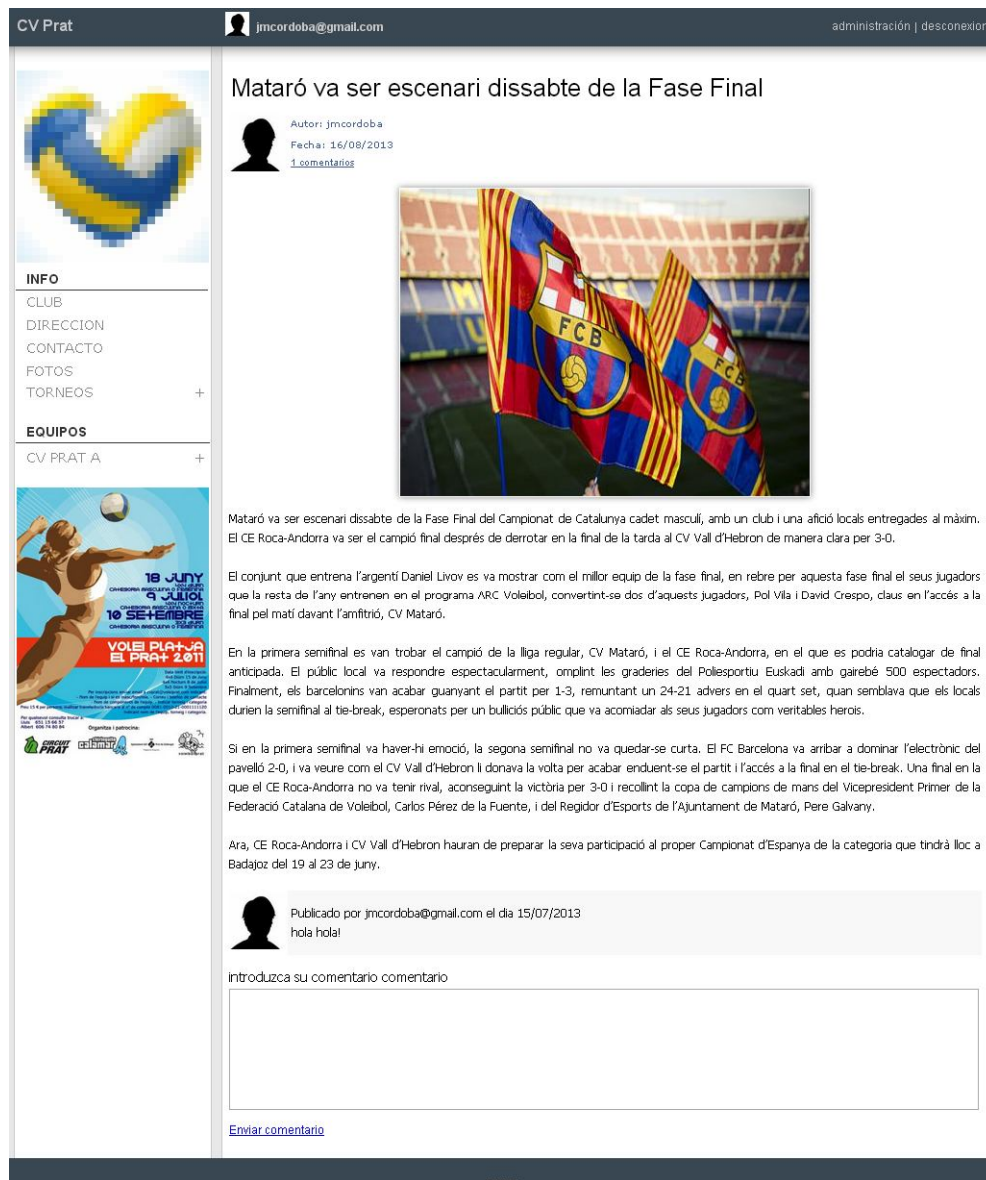 CV Prat
jmcordoba@gmail.com
administración | desconexion
Mataró va ser escenari dissabte de la Fase Final
Autor: jmcordoba
Fecha: 16/08/2013
1 comentarios
INFO
CLUB
DIRECCION
CONTACTO
FOTOS
TORNEOS +
EQUIPOS
CV PRAT A +
FCB
FCB
18 JUNY
9 JULIOL
10 SETEMBRE
VOLEI PLATJA
EL PRAT 2011
Organitza i patrocina:
CIRCUIT
PRAT
calamar
Mataró va ser escenari dissabte de la Fase Final del Campionat de Catalunya cadet masculí, amb un club i una afició locals entregades al màxim.
El CE Roca-Andorra va ser el campió final després de derrotar en la final de la tarda al CV Vall d'Hebron de manera clara per 3-0.
El conjunt que entrena l'argentí Daniel Livov es va mostrar com el millor equip de la fase final, en rebre per aquesta fase final el seus jugadors
que la resta de l'any entrenen en el programa ARC Voleibol, convertint-se dos d'aquests jugadors, Pol Vila i David Crespo, claus en l'accés a la
final pel matí davant l'amfitrió, CV Mataró.
En la primera semifinal es van trobar el campió de la lliga regular, CV Mataró, i el CE Roca-Andorra, en el que es podria catalogar de final
anticipada. El públic local va respondre espectacularment, omplint les graderies del Poliesportiu Euskadi amb gairebé 500 espectadors.
Finalment, els barcelonins van acabar guanyant el partit per 1-3, remuntant un 24-21 advers en el quart set, quan semblava que els locals
durien la semifinal al tie-break, esperonats per un bulliciós públic que va acomiadar als seus jugadors com veritables herois.
Si en la primera semifinal va haver-hi emoció, la segona semifinal no va quedar-se curta. El FC Barcelona va arribar a dominar l'electrònic del
pavelló 2-0, i va veure com el CV Vall d'Hebron li donava la volta per acabar enduent-se el partit i l'accés a la final en el tie-break. Una final en la
que el CE Roca-Andorra no va tenir rival, aconseguint la victòria per 3-0 i recollint la copa de campions de mans del Vicepresident Primer de la
Federació Catalana de Voleibol, Carlos Pérez de la Fuente, i del Regidor d'Esports de l'Ajuntament de Mataró, Pere Galvany.
Ara, CE Roca-Andorra i CV Vall d'Hebron hauran de preparar la seva participació al proper Campionat d'Espanya de la categoria que tindrà lloc a
Badajoz del 19 al 23 de juny.
Publicado por jmcordoba@gmail.com el dia 15/07/2013
hola hola!
introduzca su comentario comentario
Enviar comentario